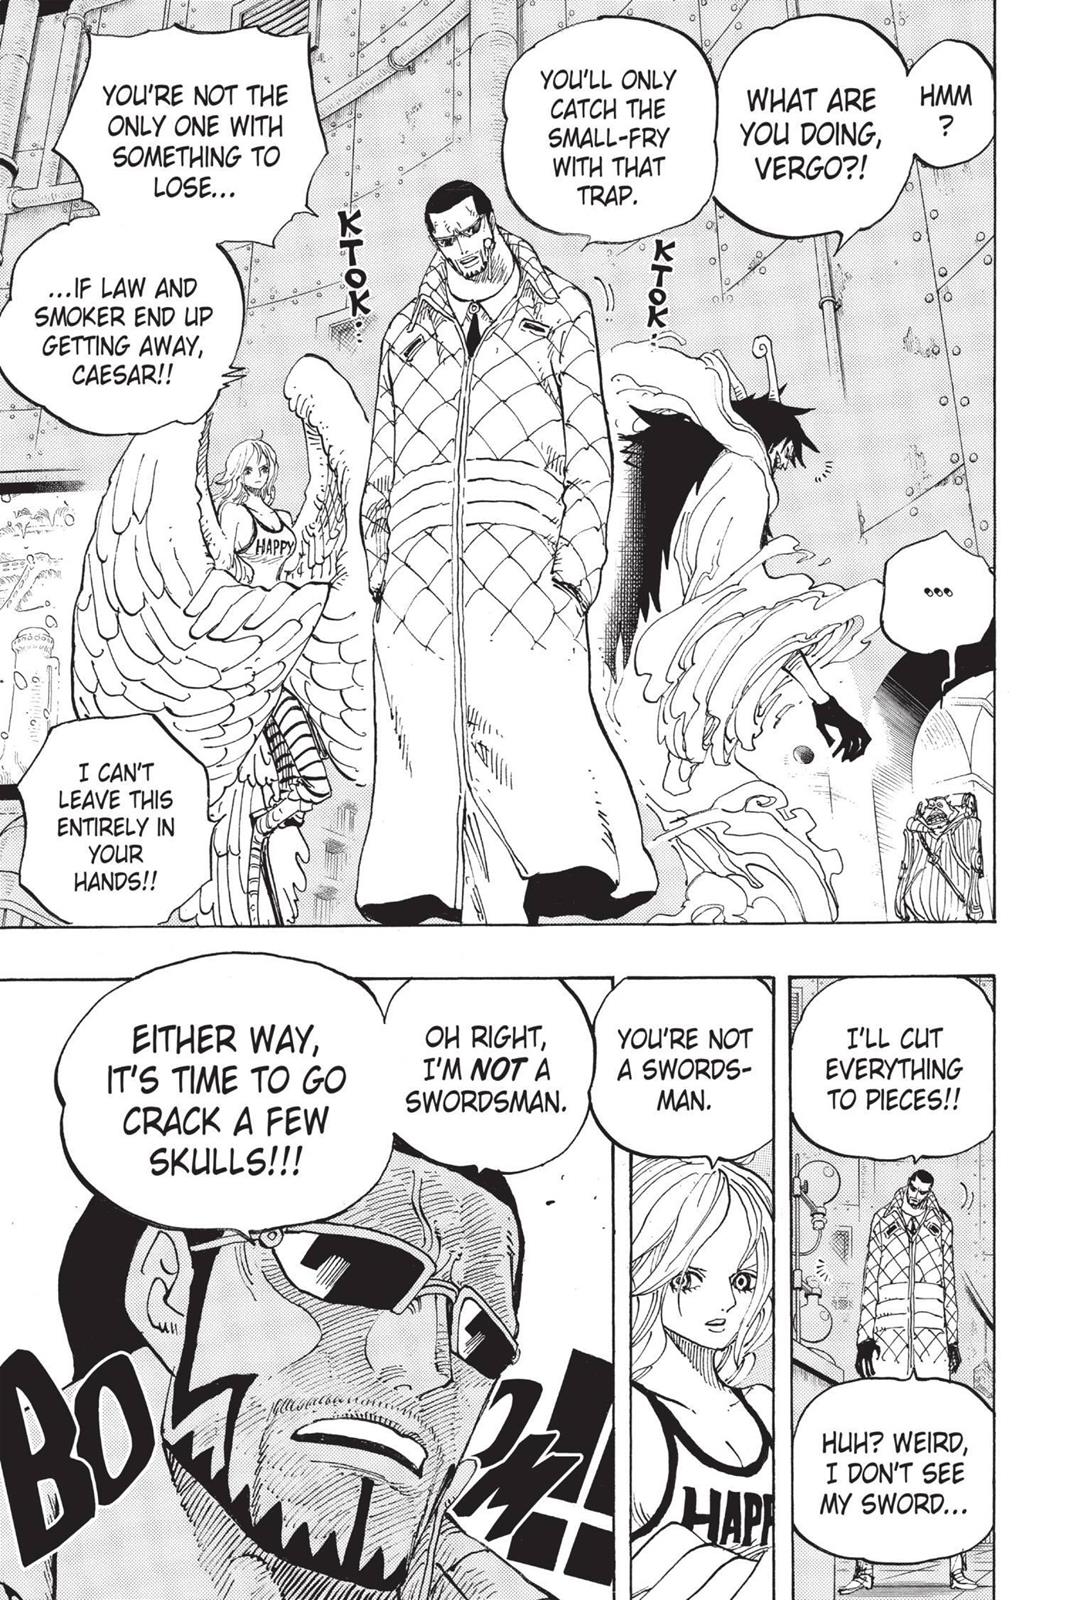 HMM
?
WHAT ARE
YOU DOING,
VERGO?!
YOU'LL ONLY
CATCH THE
SMALL-FRY
WITH THAT
TRAP.
KTOK...
KTOK...
YOU'RE NOT THE
ONLY ONE WITH
SOMETHING TO
LOSE...
...IF LAW AND
SMOKER END UP
GETTING AWAY,
CAESAR!!
HAPPY
...
I CAN'T
LEAVE THIS
ENTIRELY IN
YOUR
HANDS!!
I'LL CUT
EVERYTHING
TO PIECES!!
HUH? WEIRD,
I DON'T SEE
MY SWORD...
YOU'RE NOT
A SWORDS-
MAN.
HAPP
OH RIGHT,
I'M NOT A
SWORDSMAN.
EITHER WAY,
IT'S TIME TO GO
CRACK A FEW
SKULLS!!!
BOOM!!